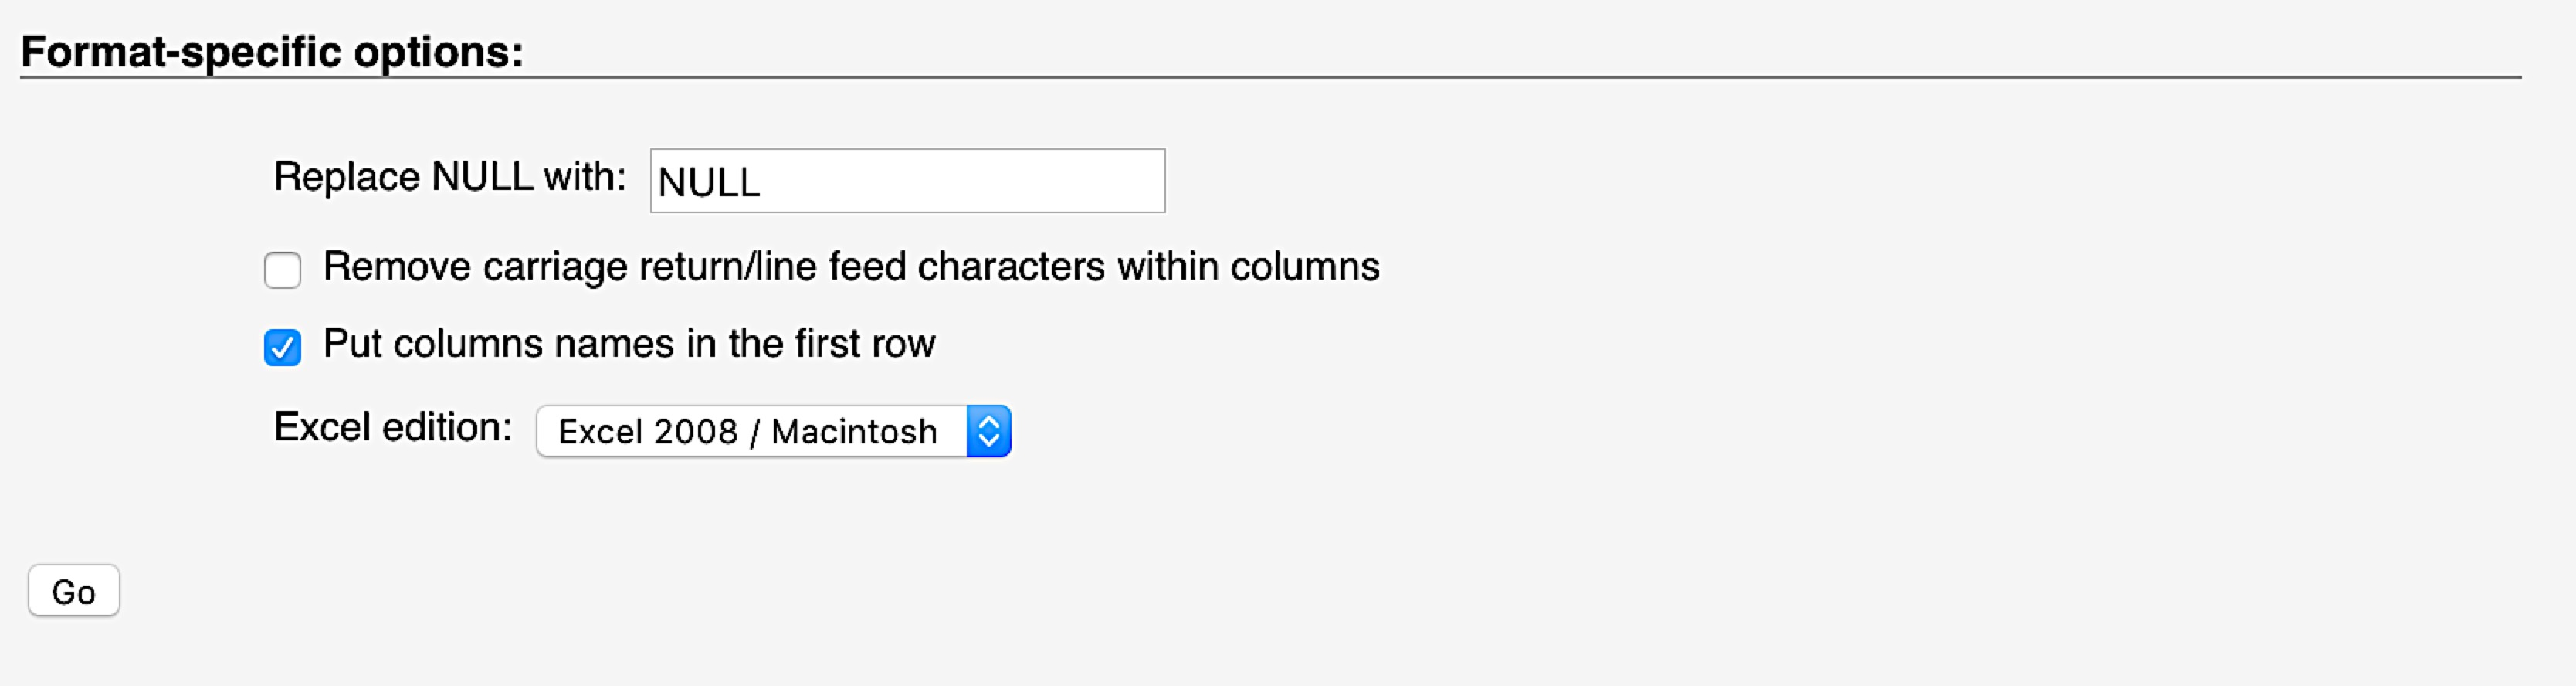 Format-specific options:
Replace NULL with: NULL
Remove carriage return/line feed characters within columns
Put columns names in the first row
Excel edition: Excel 2008 / Macintosh
Go